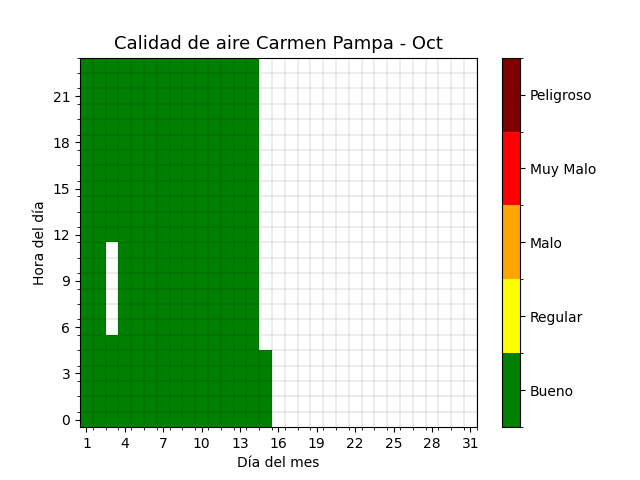 Calidad de aire Carmen Pampa - Oct
21
18
15
12
9
6
3
0
Hora del día
1 4 7 10 13 16 19 22 25 28 31
Día del mes
Peligroso
Muy Malo
Malo
Regular
Bueno